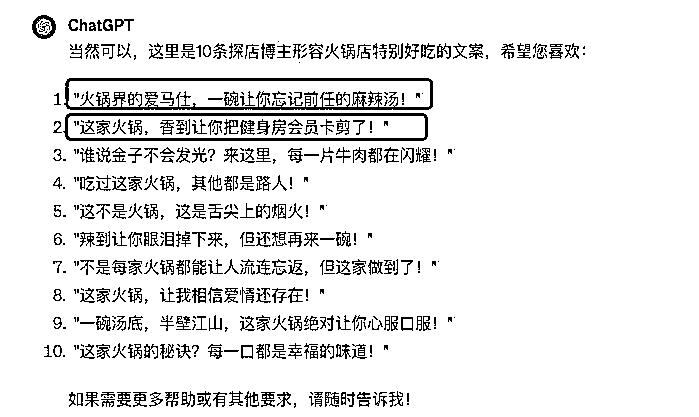 ChatGPT
当然可以，这里是10条探店博主形容火锅店特别好吃的文案，希望您喜欢：
1. "火锅界的爱马仕，一碗让你忘记前任的麻辣汤！"
2. "这家火锅，香到让你把健身房会员卡剪了！"
3. "谁说金子不会发光？来这里，每一片牛肉都在闪耀！"
4. "吃过这家火锅，其他都是路人！"
5. "这不是火锅，这是舌尖上的烟火！"
6. "辣到让你眼泪掉下来，但还想再来一碗！"
7. "不是每家火锅都能让人流连忘返，但这家做到了！"
8. "这家火锅，让我相信爱情还存在！"
9. "一碗汤底，半壁江山，这家火锅绝对让你心服口服！"
10. "这家火锅的秘诀？每一口都是幸福的味道！"
如果需要更多帮助或有其他要求，请随时告诉我！